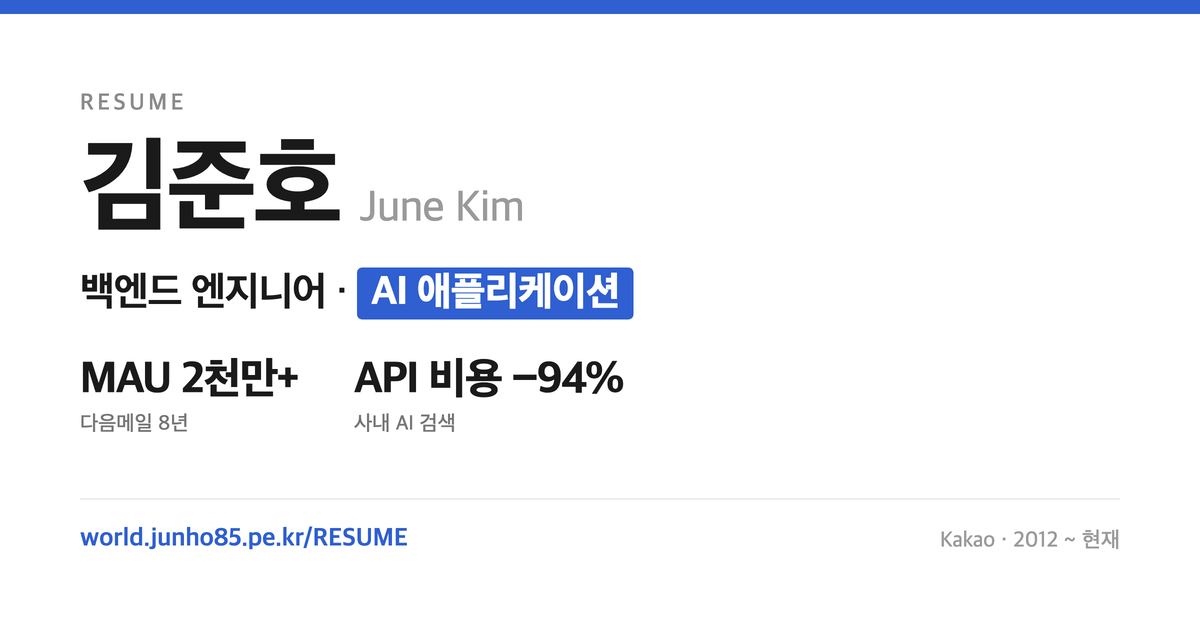 RESUME
김준호 June Kim
백엔드 엔지니어 · AI 애플리케이션
MAU 2천만+ API 비용 −94%
다음메일 8년 사내 AI 검색
world.junho85.pe.kr/RESUME Kakao · 2012 ~ 현재